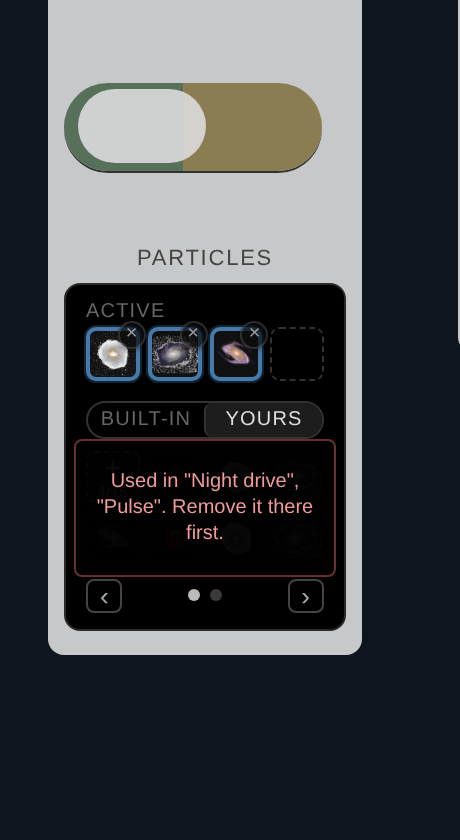 PARTICLES
ACTIVE
BUILT-IN YOURS
Used in "Night drive",
"Pulse". Remove it there
first.